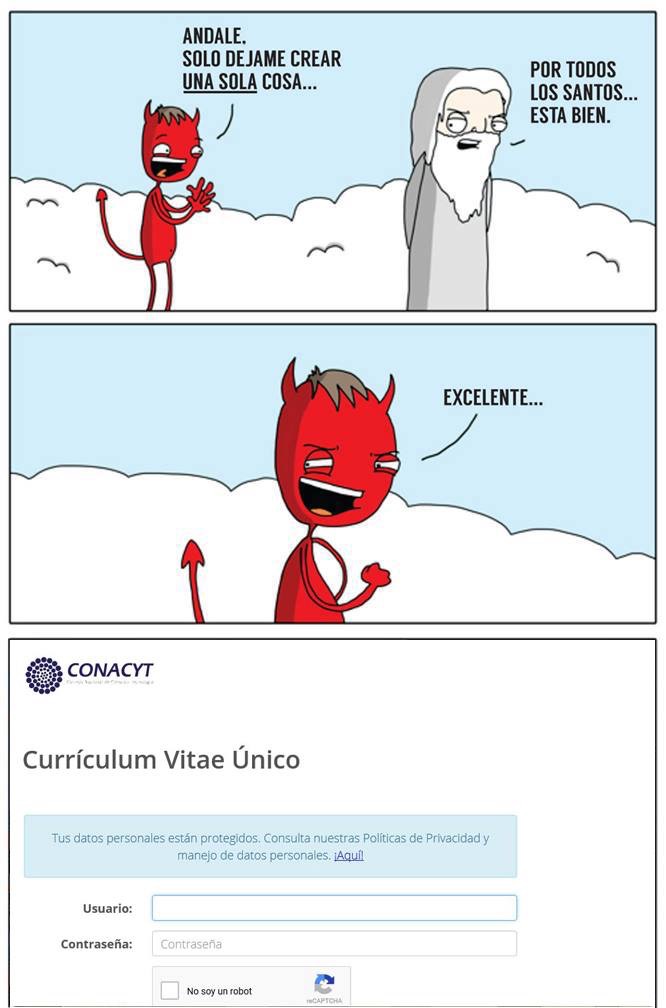 ANDALE,
SOLO DEJAME CREAR
UNA SOLA COSA...
POR TODOS
LOS SANTOS...
ESTA BIEN.
EXCELENTE...
CONACYT
Currículum Vitae Único
Tus datos personales están protegidos. Consulta nuestras Políticas de Privacidad y
manejo de datos personales. ¡Aquí!
Usuario:
Contraseña:
Contraseña
No soy un robot
reCAPTCHA